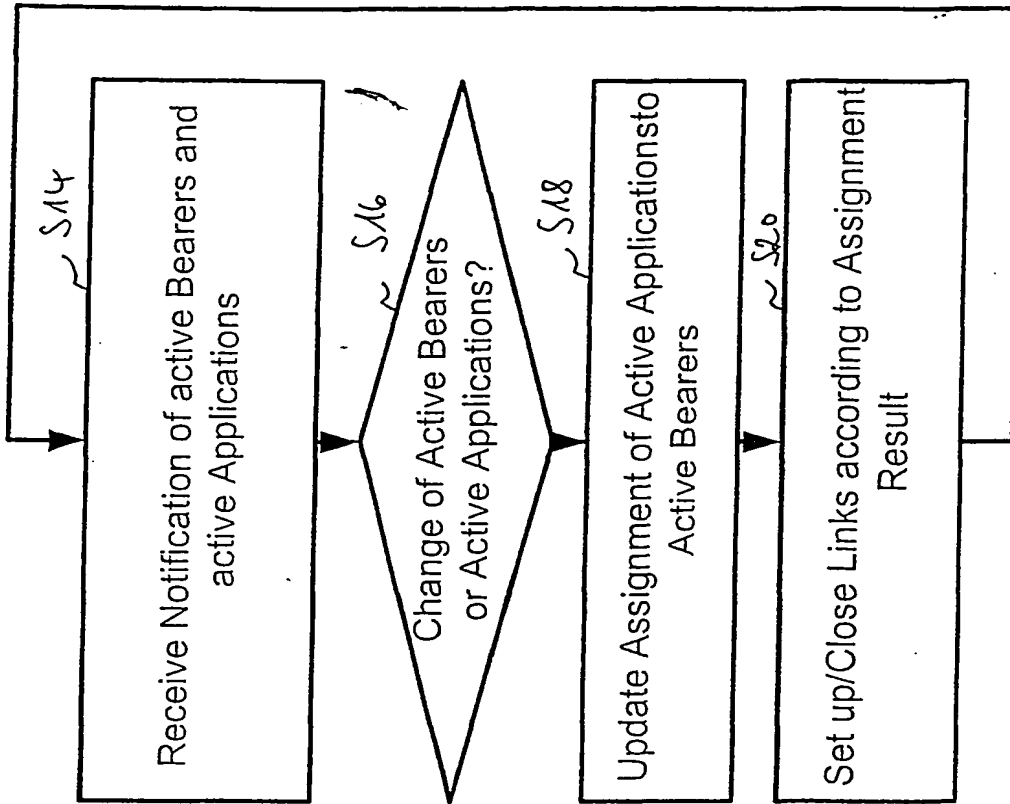 S14
Receive Notification of active Bearers and
active Applications
S16
Change of Active Bearers
or Active Applications?
S18
Update Assignment of Active Applicationsto
Active Bearers
S20
Set up/Close Links according to Assignment
Result